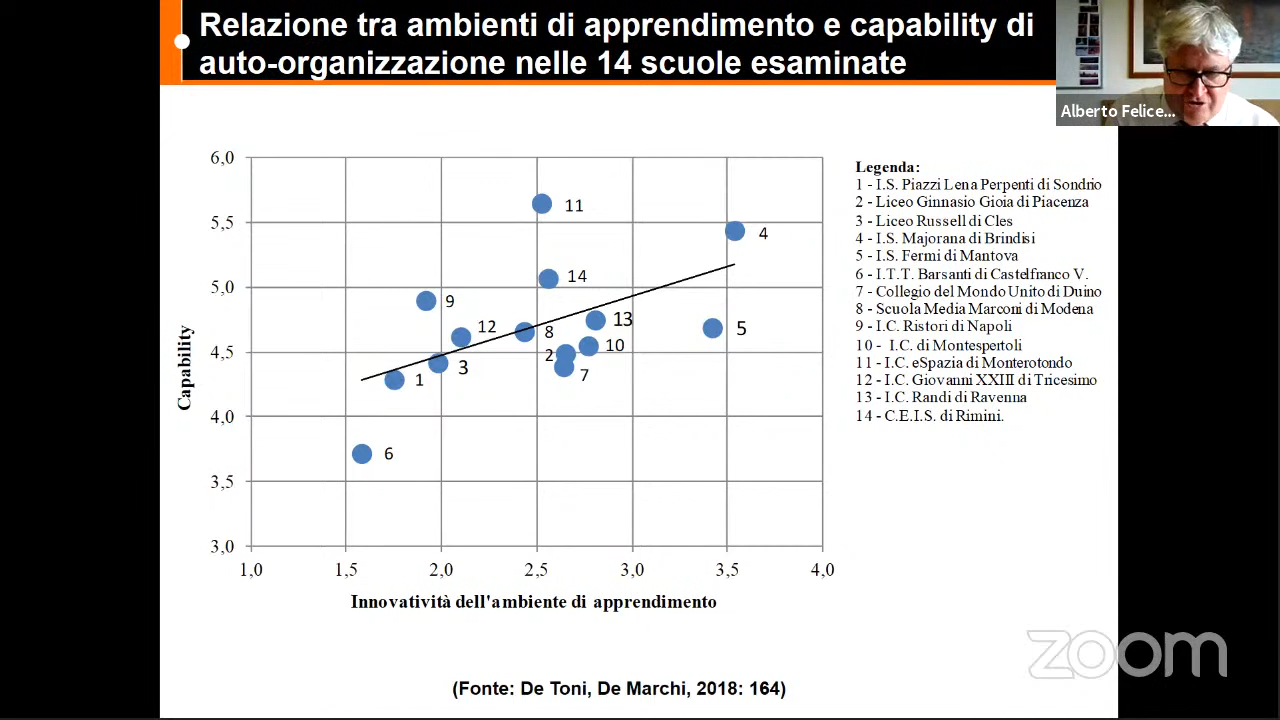 Relazione tra ambienti di apprendimento e capability di
auto-organizzazione nelle 14 scuole esaminate
Alberto Felice...
6,0
5,5
5,0
4,5
4,0
3,5
3,0
Capability
11
4
14
9
13
12
5
8
10
2
3
7
1
6
1,0 1,5 2,0 2,5 3,0 3,5 4,0
Innovatività dell'ambiente di apprendimento
Legenda:
1 - I.S. Piazzi Lena Perpenti di Sondrio
2 - Liceo Ginnasio Gioia di Piacenza
3 - Liceo Russell di Cles
4 - I.S. Majorana di Brindisi
5 - I.S. Fermi di Mantova
6 - I.T.T. Barsanti di Castelfranco V.
7 - Collegio del Mondo Unito di Duino
8 - Scuola Media Marconi di Modena
9 - I.C. Ristori di Napoli
10 - I.C. di Montespertoli
11 - I.C. eSpazia di Monterotondo
12 - I.C. Giovanni XXIII di Tricesimo
13 - I.C. Randi di Ravenna
14 - C.E.I.S. di Rimini.
zoom
(Fonte: De Toni, De Marchi, 2018: 164)